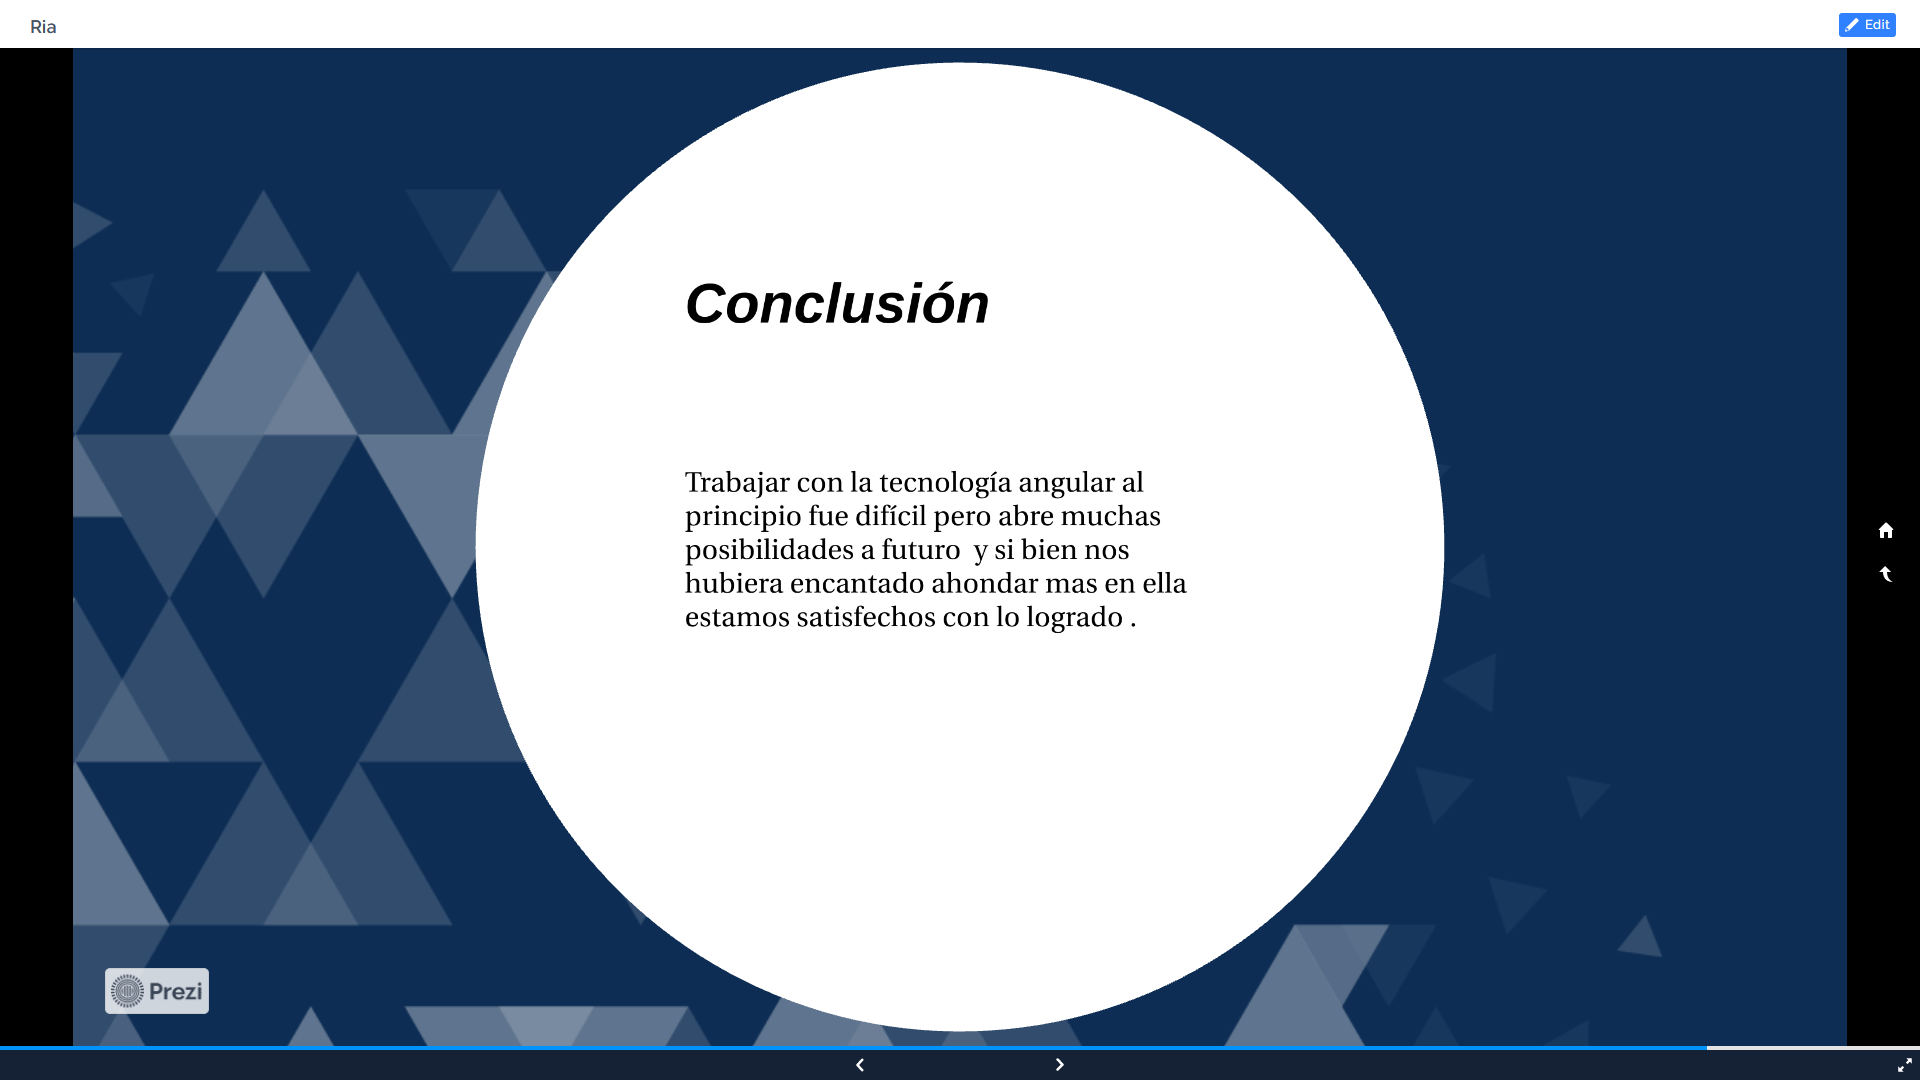 Ria
Edit
Conclusión
Trabajar con la tecnología angular al
principio fue difícil pero abre muchas
posibilidades a futuro  y si bien nos
hubiera encantado ahondar mas en ella
estamos satisfechos con lo logrado .
Prezi